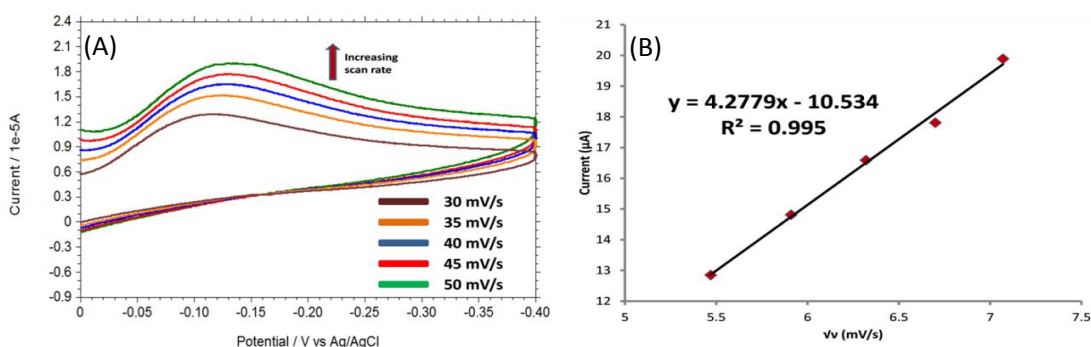 (A)
2.4
2.1
1.8
1.5
1.2
0.9
0.6
0.3
0
-0.3
-0.6
-0.9
Current / 1e-5A
Increasing
scan rate
30 mV/s
35 mV/s
40 mV/s
45 mV/s
50 mV/s
0 -0.05 -0.10 -0.15 -0.20 -0.25 -0.30 -0.35 -0.40
Potential / V vs Ag/AgCl
(B)
21
20
19
18
17
16
15
14
13
12
Current (µA)
y = 4.2779x - 10.534
R² = 0.995
5 5.5 6 6.5 7 7.5
√v (mV/s)